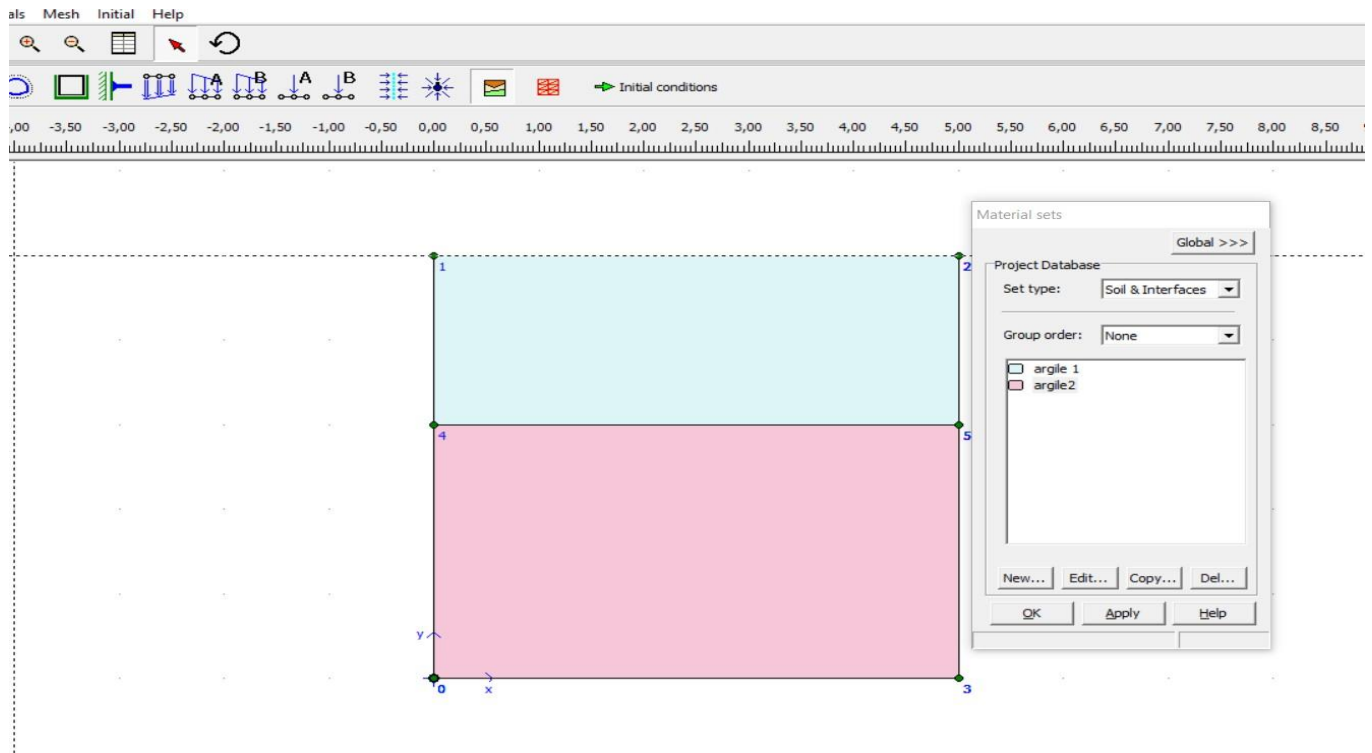 als Mesh Initial Help
A B A B Initial conditions
,00 -3,50 -3,00 -2,50 -2,00 -1,50 -1,00 -0,50 0,00 0,50 1,00 1,50 2,00 2,50 3,00 3,50 4,00 4,50 5,00 5,50 6,00 6,50 7,00 7,50 8,00 8,50
Material sets
Global >>>
1 2
Project Database
Set type: Soil & Interfaces
Group order: None
argile 1
argile2
4 5
New... Edit... Copy... Del...
OK Apply Help
y
0 x 3